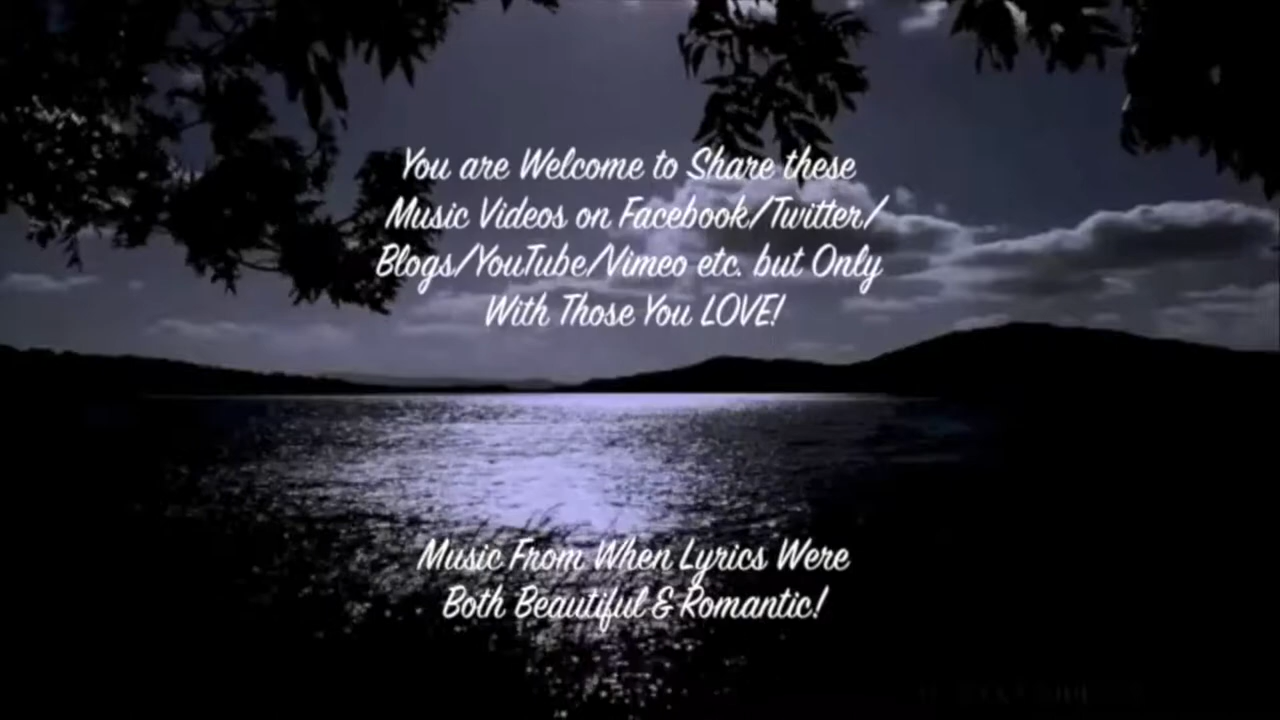 You are Welcome to Share these
Music Videos on Facebook/Twitter/
Blogs/YouTube/Vimeo etc. but Only
With Those You LOVE!
Music From When Lyrics Were
Both Beautiful & Romantic!